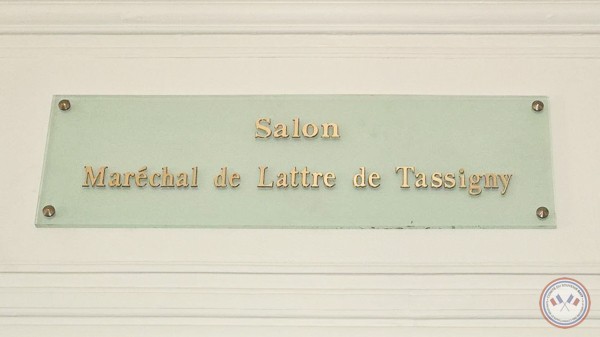 Salon
Maréchal de Lattre de Tassigny